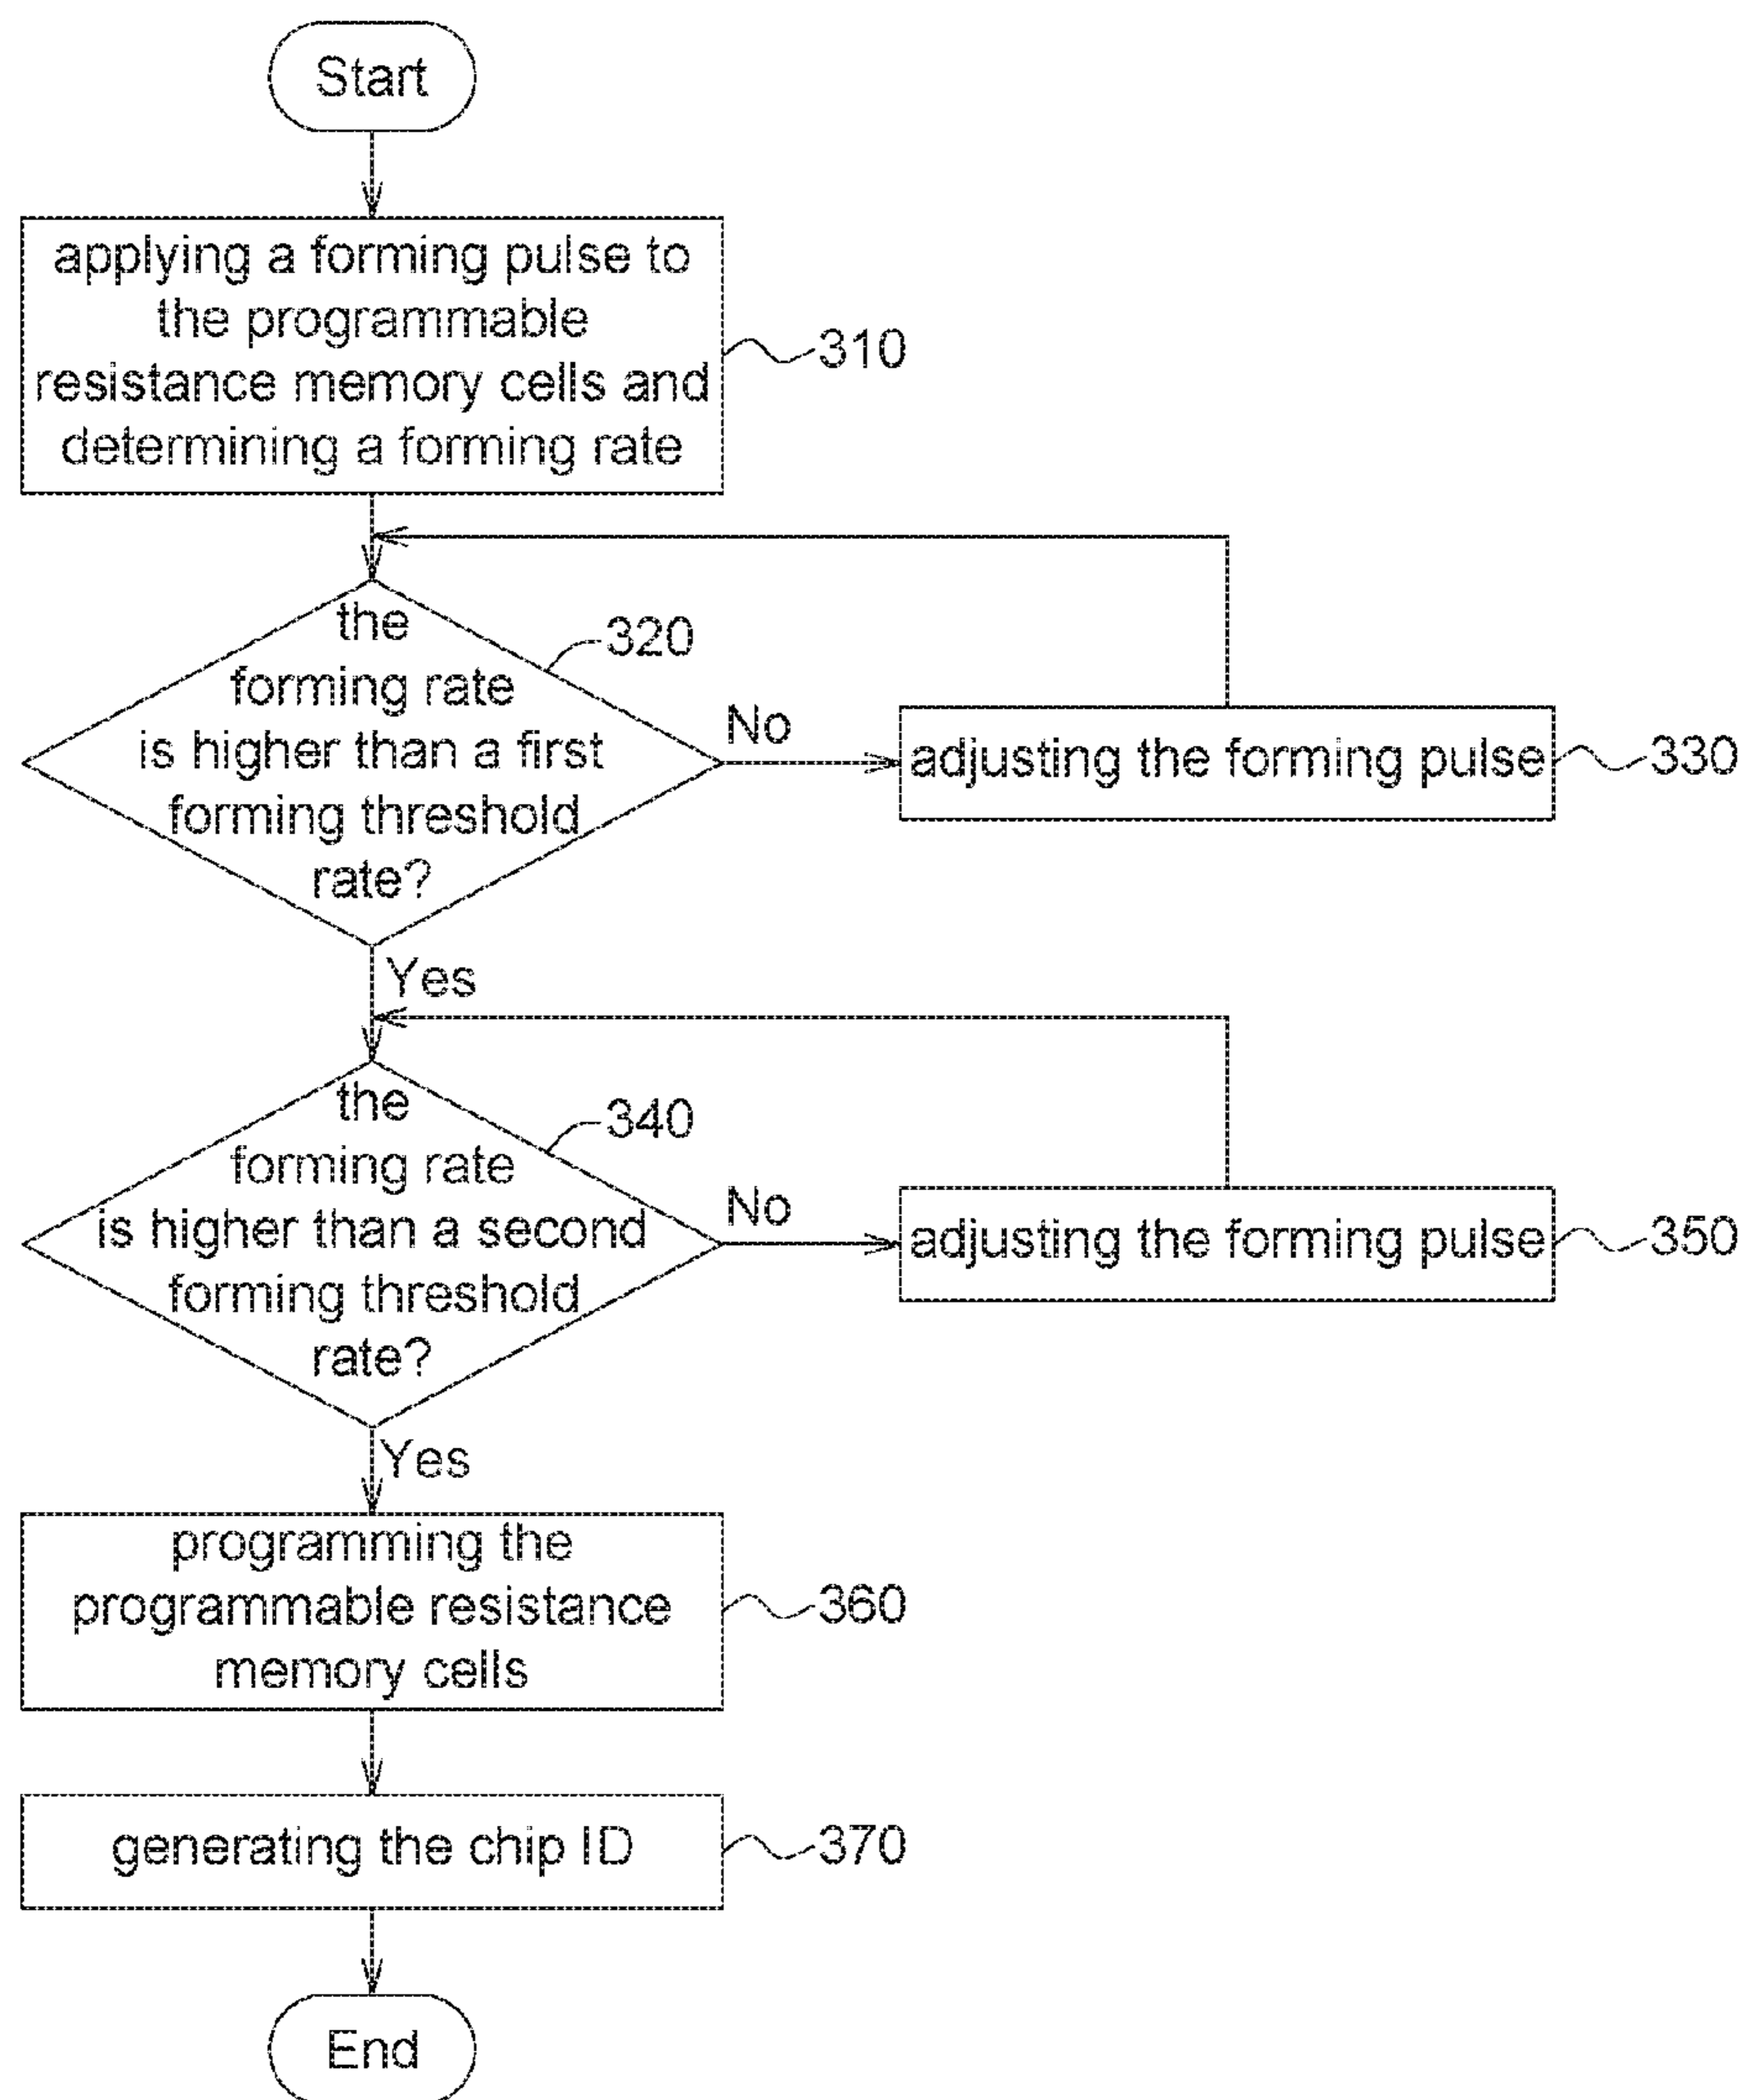 Start
applying a forming pulse to
the programmable
resistance memory cells and
determining a forming rate
310
the
forming rate
is higher than a first
forming threshold
rate?
320
No
adjusting the forming pulse
330
Yes
the
forming rate
is higher than a second
forming threshold
rate?
340
No
adjusting the forming pulse
350
Yes
programming the
programmable resistance
memory cells
360
generating the chip ID
370
End